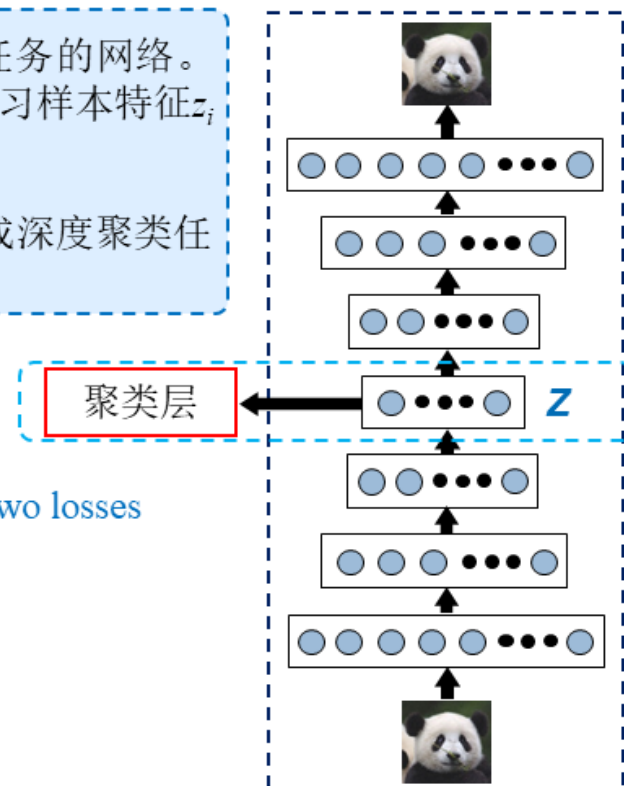 任务的网络。
习样本特征zi
成深度聚类任
聚类层
Z
wo losses